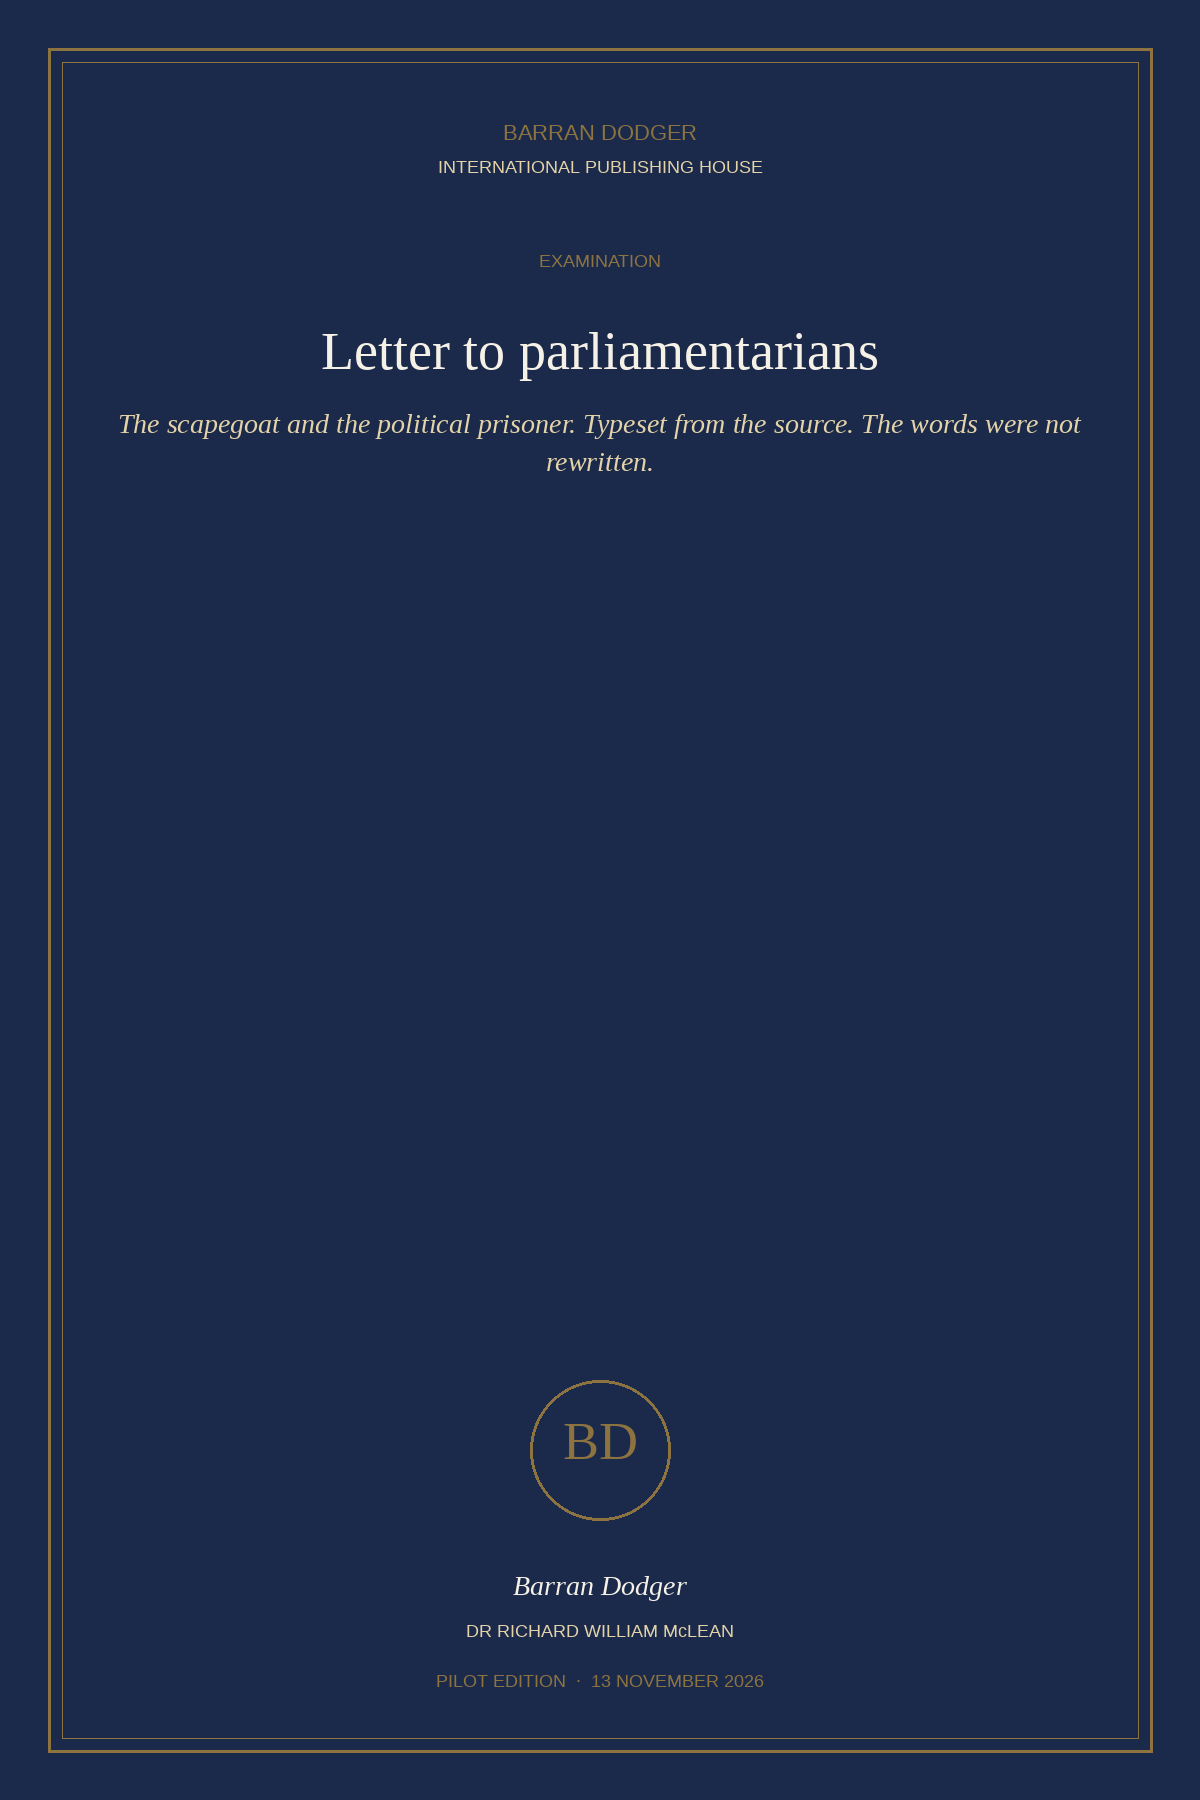 BARRAN DODGER
INTERNATIONAL PUBLISHING HOUSE
EXAMINATION
Letter to parliamentarians
The scapegoat and the political prisoner. Typeset from the source. The words were not
rewritten.
BD
Barran Dodger
DR RICHARD WILLIAM McLEAN
PILOT EDITION · 13 NOVEMBER 2026